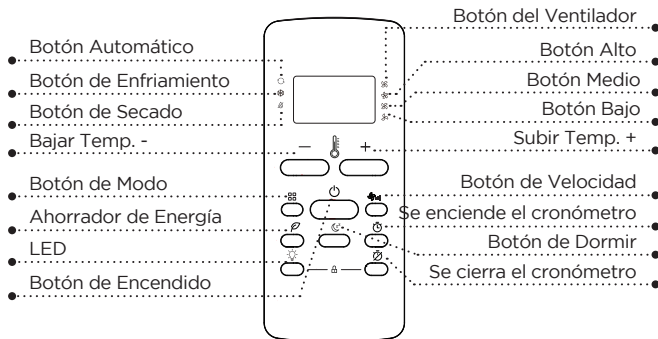 Botón Automático
Botón de Enfriamiento
Botón de Secado
Bajar Temp. -
Botón de Modo
Ahorrador de Energía
LED
Botón de Encendido
Botón del Ventilador
Botón Alto
Botón Medio
Botón Bajo
Subir Temp. +
Botón de Velocidad
Se enciende el cronómetro
Botón de Dormir
Se cierra el cronómetro